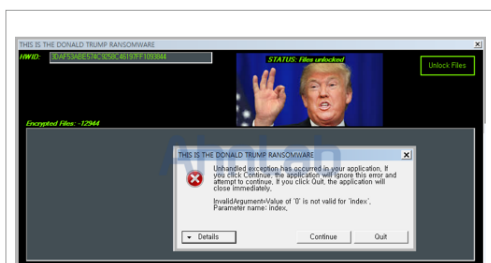 THIS IS THE DONALD TRUMP RANSOMWARE
HWID:
STATUS: Files unlocked
Unlock Files
Encrypted Files: -12944
AhnLab
THIS IS THE DONALD TRUMP RANSOMWARE
Unhandled exception has occurred in your application. If
you click Continue, the application will ignore this error and
attempt to continue. If you click Quit, the application will
close immediately.
InvalidArgument=Value of '0' is not valid for 'index'.
Parameter name: index.
Details
Continue
Quit